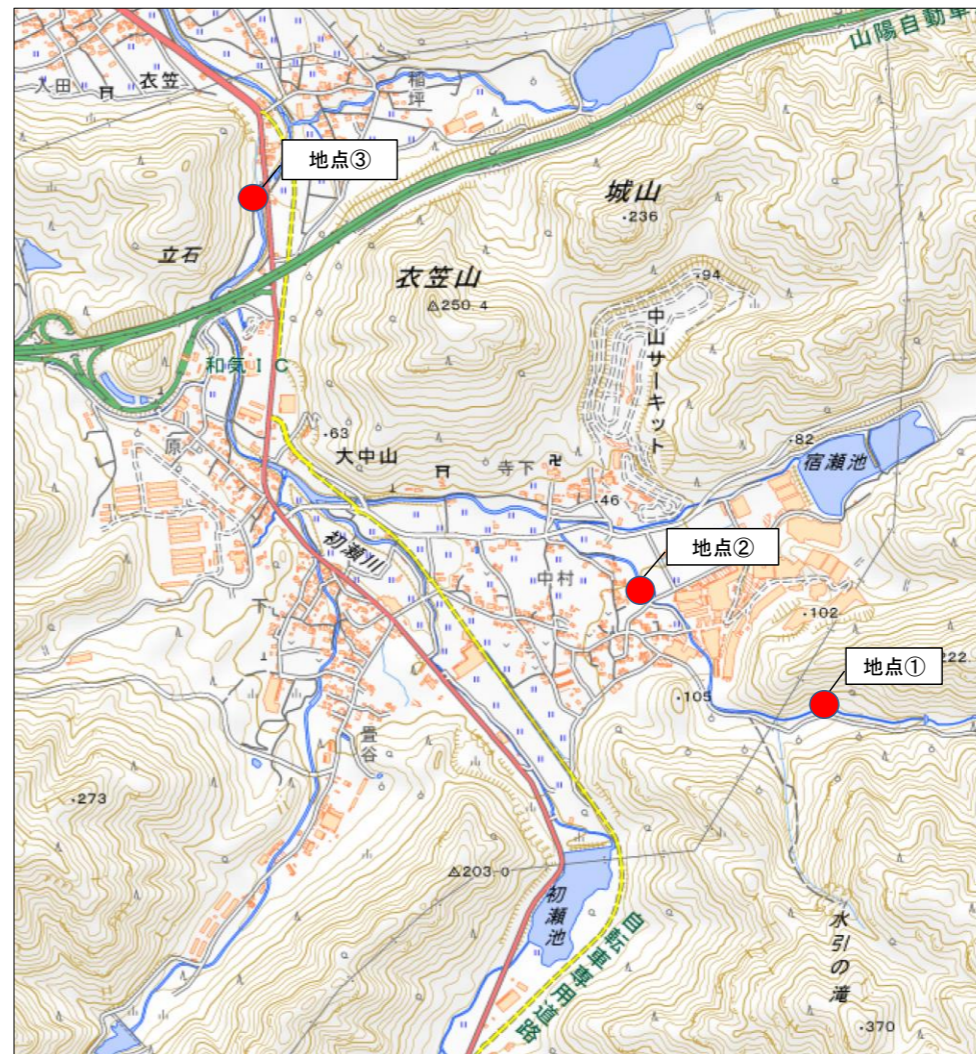 山陽自動車
入田
衣笠
稲坪
地点③
城山
・236
立石
衣笠山
△250.4
・94
中山サーキット
和気IC
・63
原
大中山
寺下
・82
宿瀬池
・46
初瀬川
地点②
中村
下
・102
地点①
222
・105
畳谷
・273
△203.0
初瀬池
自転車専用道路
水引の滝
・370